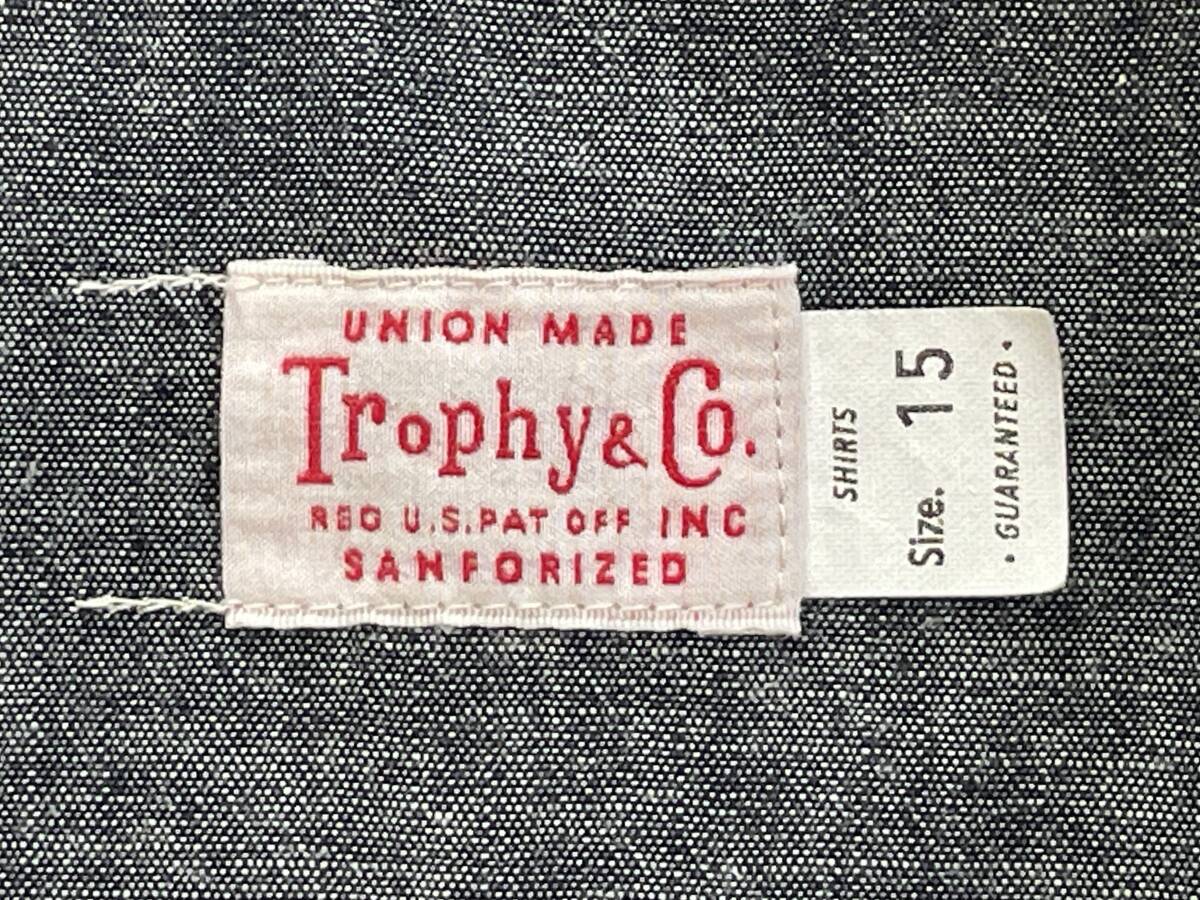 UNION MADE
Trophy & Co.
REG U.S.PAT OFF INC
SANFORIZED
SHIRTS
Size. 15
· GUARANTEED ·